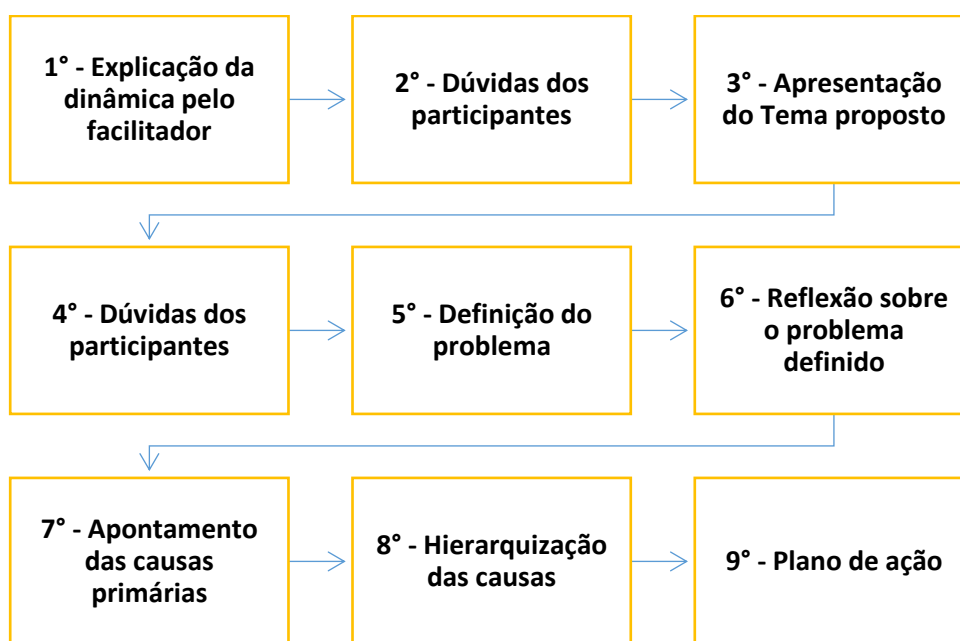 1° - Explicação da
dinâmica pelo
facilitador
2° - Dúvidas dos
participantes
3° - Apresentação
do Tema proposto
4° - Dúvidas dos
participantes
5° - Definição do
problema
6° - Reflexão sobre
o problema
definido
7° - Apontamento
das causas
primárias
8° - Hierarquização
das causas
9° - Plano de ação